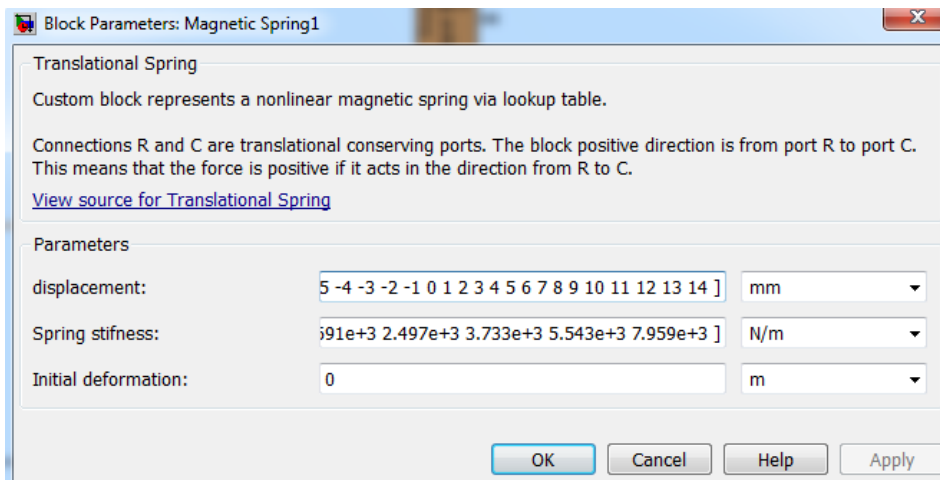 Block Parameters: Magnetic Spring1
Translational Spring
Custom block represents a nonlinear magnetic spring via lookup table.
Connections R and C are translational conserving ports. The block positive direction is from port R to port C.
This means that the force is positive if it acts in the direction from R to C.
View source for Translational Spring
Parameters
displacement: 5 -4 -3 -2 -1 0 1 2 3 4 5 6 7 8 9 10 11 12 13 14 ] mm
Spring stifness: 591e+3 2.497e+3 3.733e+3 5.543e+3 7.959e+3 ] N/m
Initial deformation: 0 m
OK Cancel Help Apply